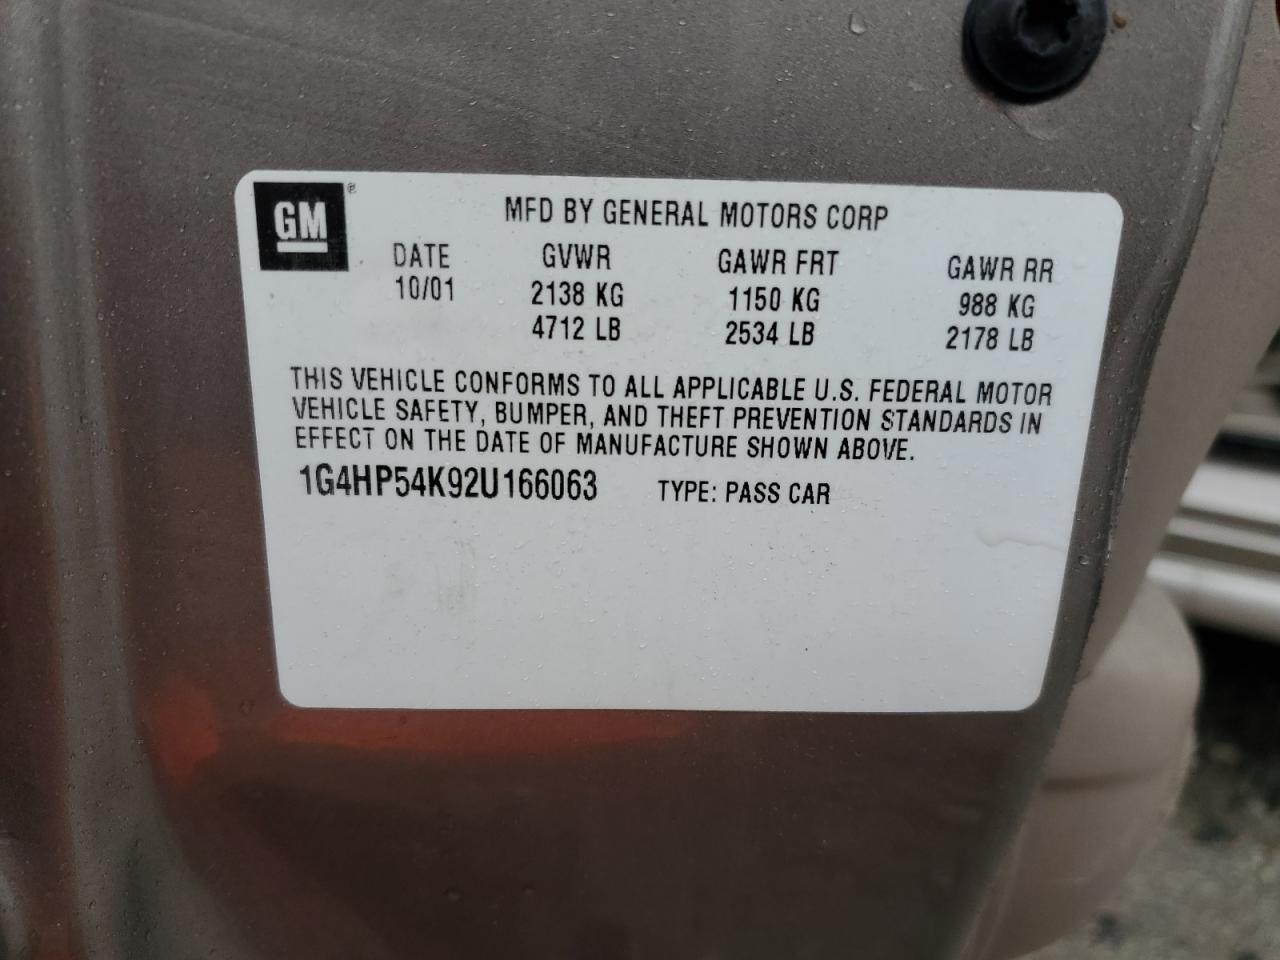 GM ®
MFD BY GENERAL MOTORS CORP
DATE GVWR GAWR FRT GAWR RR
10/01 2138 KG 1150 KG 988 KG
4712 LB 2534 LB 2178 LB
THIS VEHICLE CONFORMS TO ALL APPLICABLE U.S. FEDERAL MOTOR
VEHICLE SAFETY, BUMPER, AND THEFT PREVENTION STANDARDS IN
EFFECT ON THE DATE OF MANUFACTURE SHOWN ABOVE.
1G4HP54K92U166063 TYPE: PASS CAR